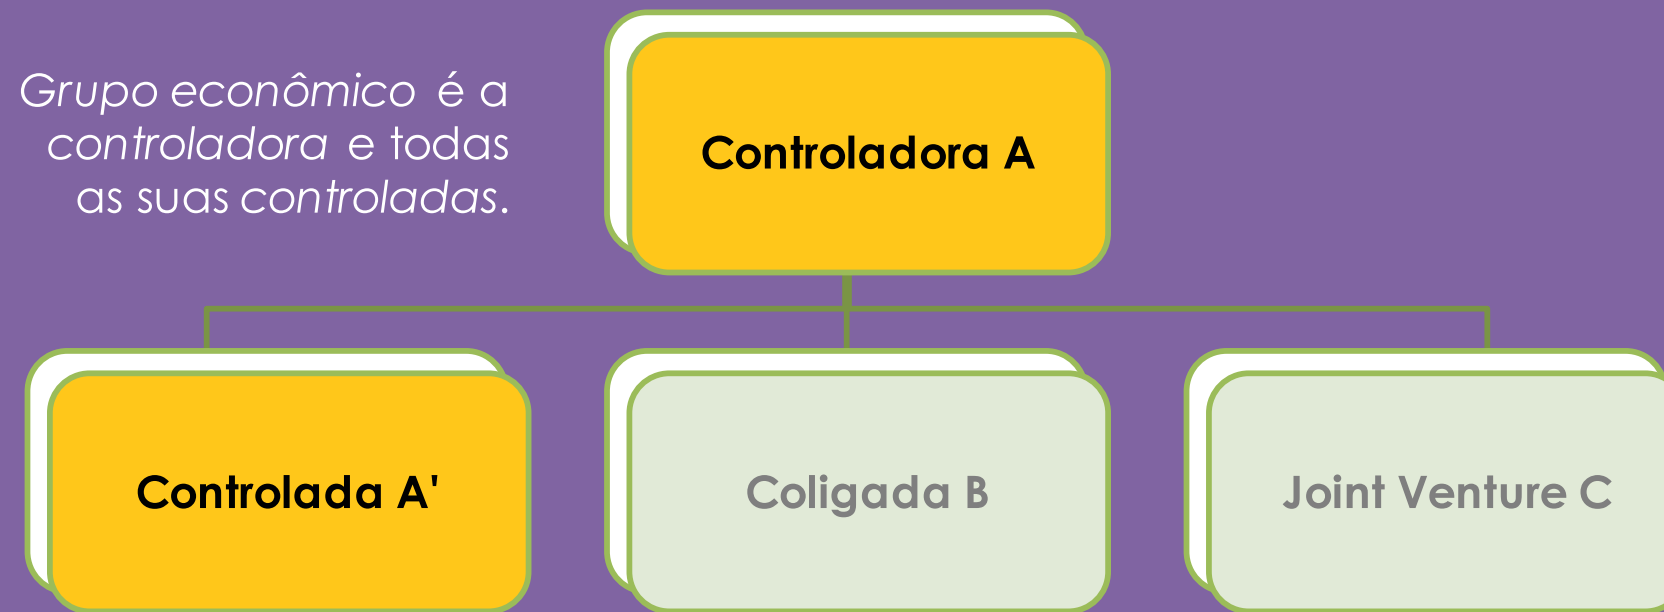 Grupo econômico é a
controladora e todas
as suas controladas.
Controladora A
Controlada A'
Coligada B
Joint Venture C